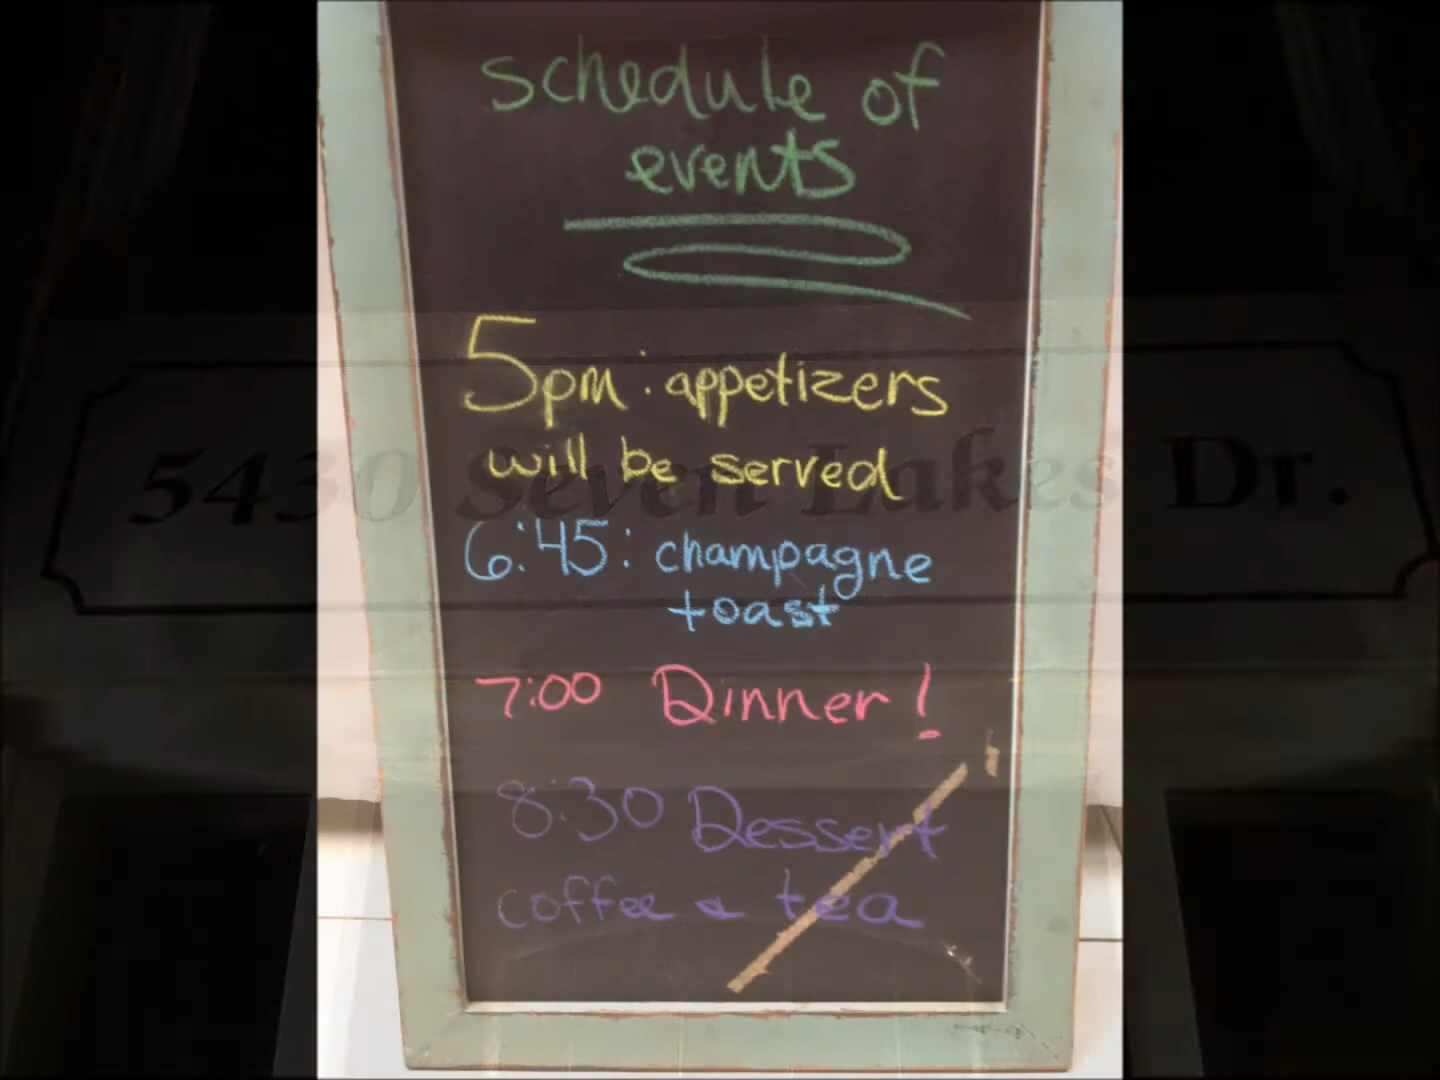 schedule of
events
5pm: appetizers
will be served
5430 Seven Lakes Dr.
6:45: champagne
toast
7:00 Dinner!
8:30 Dessert
coffee & tea